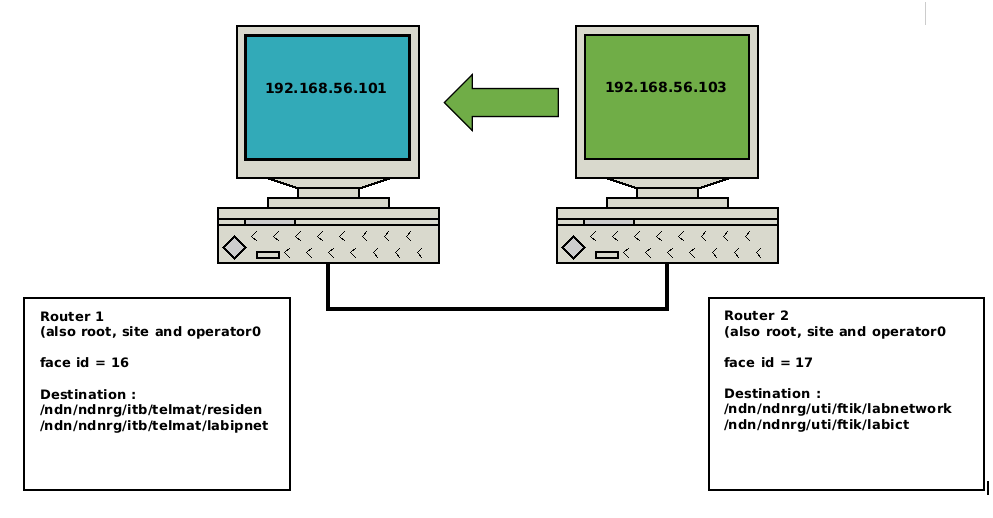 192.168.56.101
192.168.56.103
Router 1
(also root, site and operator0
face id = 16
Destination :
/ndn/ndnrg/itb/telmat/residen
/ndn/ndnrg/itb/telmat/labipnet
Router 2
(also root, site and operator0
face id = 17
Destination :
/ndn/ndnrg/uti/ftik/labnetwork
/ndn/ndnrg/uti/ftik/labict